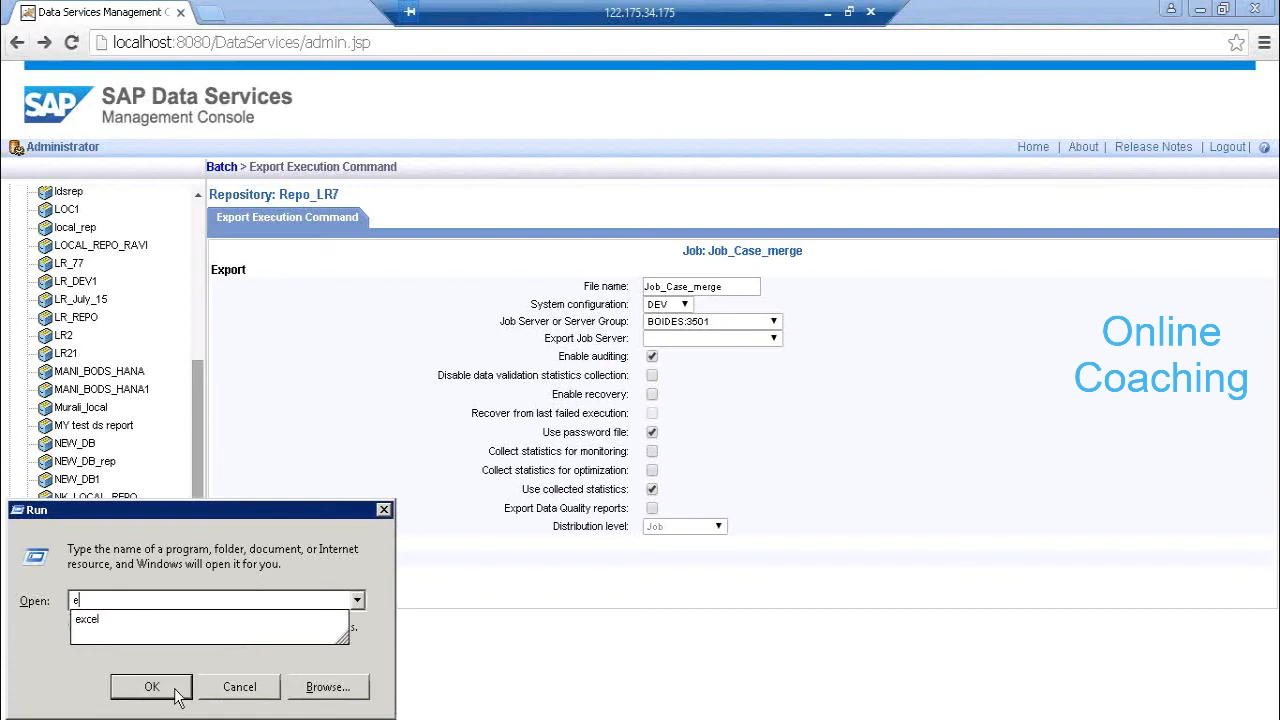 Data Services Management C
122.175.34.175
localhost:8080/DataServices/admin.jsp
SAP
SAP Data Services
Management Console
Administrator
Home | About | Release Notes | Logout |
Batch > Export Execution Command
ldsrep
LOC1
local_rep
LOCAL_REPO_RAVI
LR_77
LR_DEV1
LR_July_15
LR_REPO
LR2
LR21
MANI_BODS_HANA
MANI_BODS_HANA1
Murali_local
MY test ds report
NEW_DB
NEW_DB_rep
NEW_DB1
NK_LOCAL_REPO
Repository: Repo_LR7
Export Execution Command
Job: Job_Case_merge
Export
File name: Job_Case_merge
System configuration: DEV
Job Server or Server Group: BOIDES:3501
Export Job Server:
Enable auditing:
Disable data validation statistics collection:
Enable recovery:
Recover from last failed execution:
Use password file:
Collect statistics for monitoring:
Collect statistics for optimization:
Use collected statistics:
Export Data Quality reports:
Distribution level: Job
Online
Coaching
Run
Type the name of a program, folder, document, or Internet
resource, and Windows will open it for you.
Open: e
excel
s.
OK Cancel Browse...